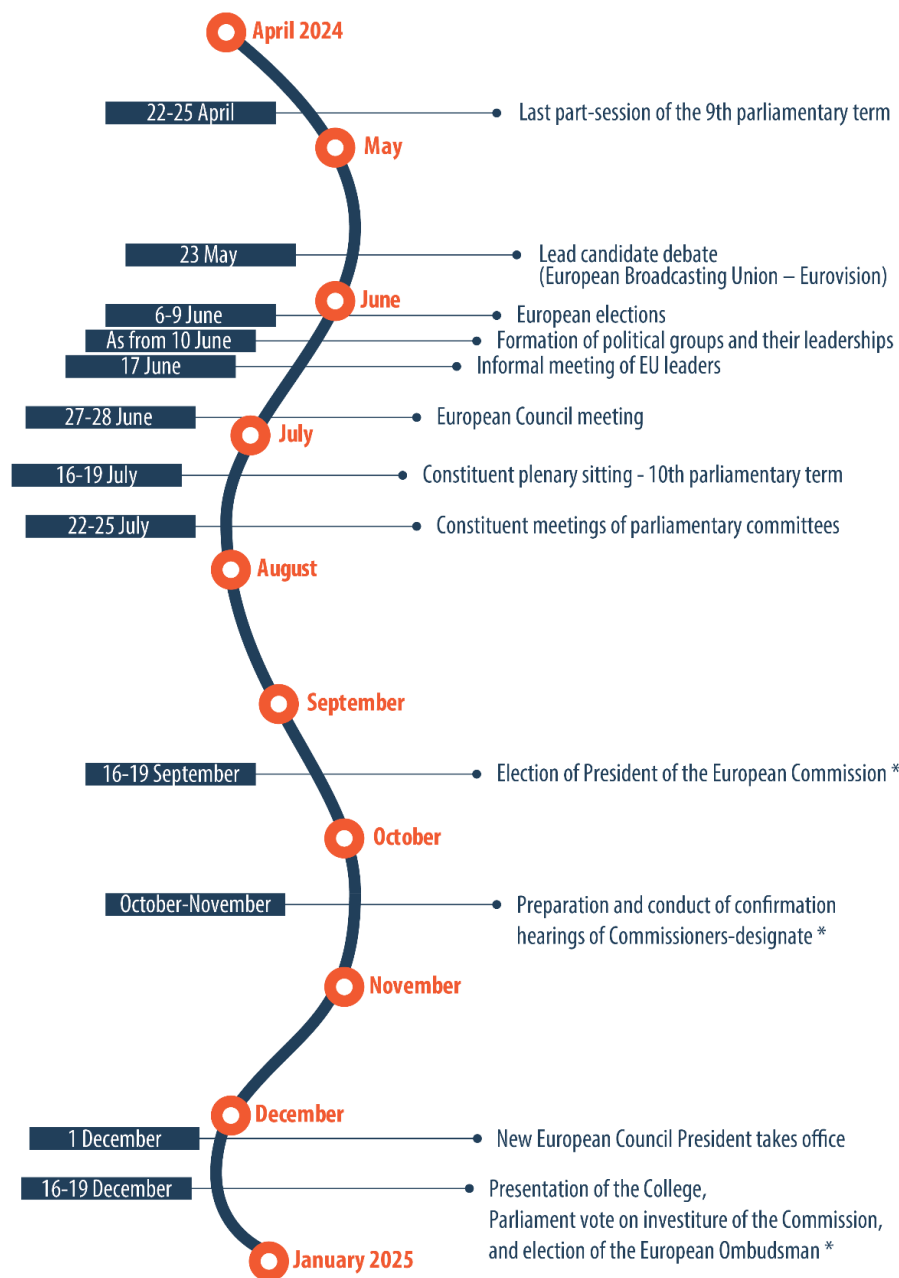 April 2024
22-25 April
Last part-session of the 9th parliamentary term
May
23 May
Lead candidate debate
(European Broadcasting Union – Eurovision)
June
6-9 June
European elections
As from 10 June
Formation of political groups and their leaderships
17 June
Informal meeting of EU leaders
27-28 June
European Council meeting
July
16-19 July
Constituent plenary sitting - 10th parliamentary term
22-25 July
Constituent meetings of parliamentary committees
August
September
16-19 September
Election of President of the European Commission *
October
October-November
Preparation and conduct of confirmation
hearings of Commissioners-designate *
November
December
1 December
New European Council President takes office
16-19 December
Presentation of the College,
Parliament vote on investiture of the Commission,
and election of the European Ombudsman *
January 2025